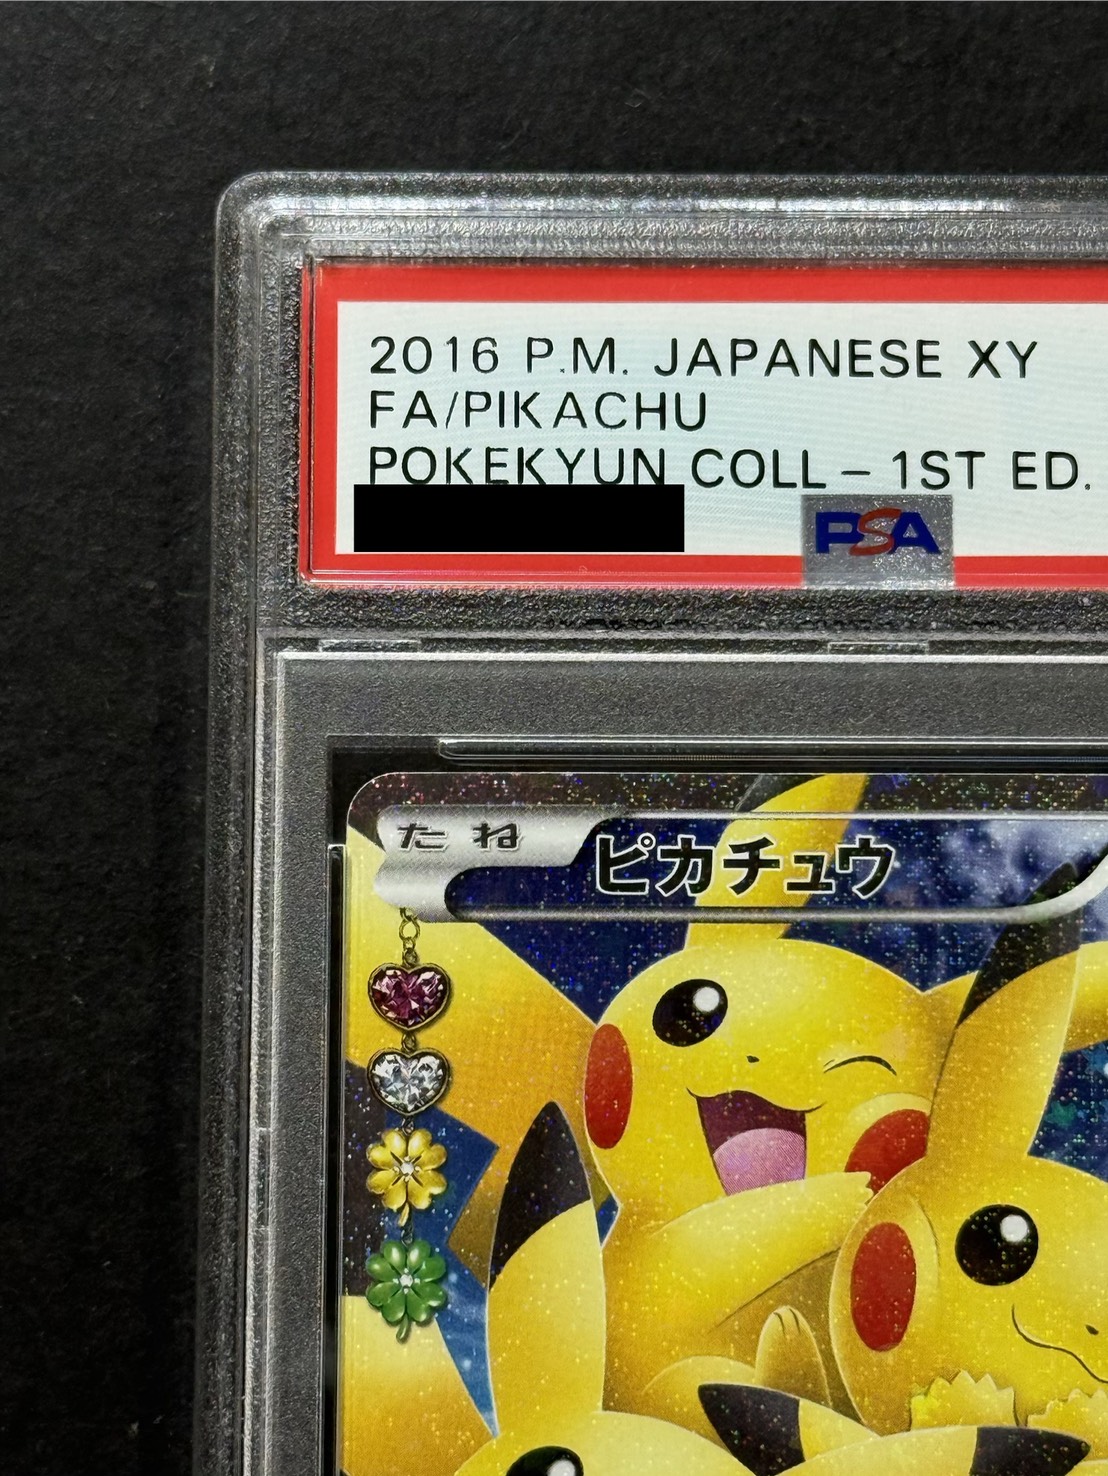 2016 P.M. JAPANESE XY
FA/PIKACHU
POKEKYUN COLL - 1ST ED.
PSA
たね
ピカチュウ